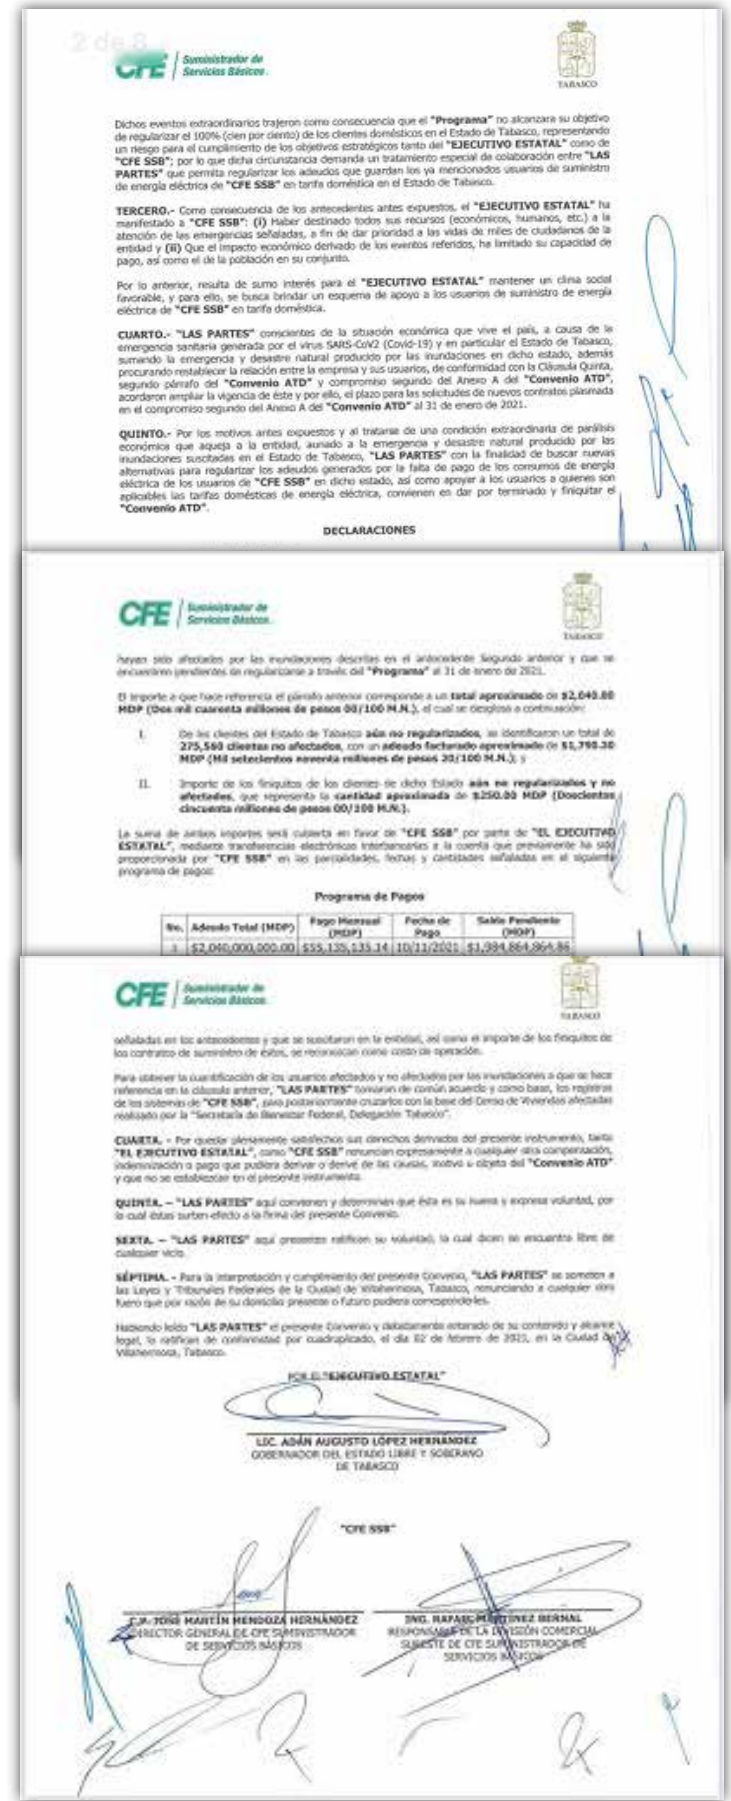 2 de 8
CFE Suministrador de
Servicios Básicos.
TABASCO
Dichos eventos extraordinarios trajeron como consecuencia que el "Programa" no alcanzara su objetivo
de regularizar el 100% (cien por ciento) de los clientes domésticos en el Estado de Tabasco, representando
un riesgo para el cumplimiento de los objetivos estratégicos tanto del "EJECUTIVO ESTATAL" como de
"CFE SSB"; por lo que dicha circunstancia demanda un tratamiento especial de colaboración entre "LAS
PARTES" que permita regularizar los adeudos que guardan los ya mencionados usuarios de suministro
de energía eléctrica de "CFE SSB" en tarifa doméstica en el Estado de Tabasco.
TERCERO.- Como consecuencia de los antecedentes antes expuestos, el "EJECUTIVO ESTATAL" ha
manifestado a "CFE SSB": (i) Haber destinado todos sus recursos (económicos, humanos, etc.) a la
atención de las emergencias señaladas, a fin de dar prioridad a las vidas de miles de ciudadanos de la
entidad y (ii) Que el impacto económico derivado de los eventos referidos, ha limitado su capacidad de
pago, así como el de la población en su conjunto.
Por lo anterior, resulta de sumo interés para el "EJECUTIVO ESTATAL" mantener un clima social
favorable, y para ello, se busca brindar un esquema de apoyo a los usuarios de suministro de energía
eléctrica de "CFE SSB" en tarifa doméstica.
CUARTO.- "LAS PARTES" conscientes de la situación económica que vive el país, a causa de la
emergencia sanitaria generada por el virus SARS-CoV2 (Covid-19) y en particular el Estado de Tabasco,
sumando la emergencia y desastre natural producido por las inundaciones en dicho estado, además
procurando restablecer la relación entre la empresa y sus usuarios, de conformidad con la Cláusula Quinta,
segundo párrafo del "Convenio ATD" y compromiso segundo del Anexo A del "Convenio ATD",
acordaron ampliar la vigencia de éste y por ello, el plazo para las solicitudes de nuevos contratos plasmada
en el compromiso segundo del Anexo A del "Convenio ATD" al 31 de enero de 2021.
QUINTO.- Por los motivos antes expuestos y al tratarse de una condición extraordinaria de parálisis
económica que aqueja a la entidad, aunado a la emergencia y desastre natural producido por las
inundaciones suscitadas en el Estado de Tabasco, "LAS PARTES" con la finalidad de buscar nuevas
alternativas para regularizar los adeudos generados por la falta de pago de los consumos de energía
eléctrica de los usuarios de "CFE SSB" en dicho estado, así como apoyar a los usuarios a quienes son
aplicables las tarifas domésticas de energía eléctrica, convienen en dar por terminado y finiquitar el
"Convenio ATD".
DECLARACIONES
CFE Suministrador de
Servicios Básicos.
TABASCO
hayan sido afectados por las inundaciones descritas en el antecedente Segundo anterior y que se
encuentren pendientes de regularizarse a través del "Programa" al 31 de enero de 2021.
El importe a que hace referencia el párrafo anterior corresponde a un total aproximado de $2,040.00
MDP (Dos mil cuarenta millones de pesos 00/100 M.N.), el cual se desglosa a continuación:
I. De los clientes del Estado de Tabasco aún no regularizados, se identificaron un total de
275,560 clientes no afectados, con un adeudo facturado aproximado de $1,790.20
MDP (Mil setecientos noventa millones de pesos 20/100 M.N.); y
II. Importe de los finiquitos de los clientes de dicho Estado aún no regularizados y no
afectados, que representa la cantidad aproximada de $250.00 MDP (Doscientos
cincuenta millones de pesos 00/100 M.N.).
La suma de ambos importes será cubierta en favor de "CFE SSB" por parte de "EL EJECUTIVO
ESTATAL", mediante transferencias electrónicas interbancarias a la cuenta que previamente ha sido
proporcionada por "CFE SSB" en las parcialidades, fechas y cantidades señaladas en el siguiente
programa de pagos:
Programa de Pagos
No. Adeudo Total (MDP) Pago Mensual (MDP) Fecha de Pago Saldo Pendiente (MDP)
1 $2,040,000,000.00 $55,135,135.14 10/11/2021 $1,984,864,864.86
CFE Suministrador de
Servicios Básicos.
TABASCO
señaladas en los antecedentes y que se suscitaron en la entidad, así como el importe de los finiquitos de
los contratos de suministro de éstos, se reconozcan como costo de operación.
Para obtener la cuantificación de los usuarios afectados y no afectados por las inundaciones a que se hace
referencia en la cláusula anterior, "LAS PARTES" tomaron de común acuerdo y como base, los registros
de los sistemas de "CFE SSB", para posteriormente cruzarlos con la base del Censo de Viviendas afectadas
realizado por la "Secretaría de Bienestar Federal, Delegación Tabasco".
CUARTA. - Por quedar plenamente satisfechos sus derechos derivados del presente instrumento, tanto
"EL EJECUTIVO ESTATAL", como "CFE SSB" renuncian expresamente a cualquier otra compensación,
indemnización o pago que pudiera derivar o derive de las causas, motivo u objeto del "Convenio ATD"
y que no se establezcan en el presente instrumento.
QUINTA. – "LAS PARTES" aquí convienen y determinan que ésta es su nueva y expresa voluntad, por
lo cual éstas surten efecto a la firma del presente Convenio.
SEXTA. – "LAS PARTES" aquí presentes ratifican su voluntad, la cual dicen se encuentra libre de
cualquier vicio.
SÉPTIMA. - Para la interpretación y cumplimiento del presente Convenio, "LAS PARTES" se someten a
las Leyes y Tribunales Federales de la Ciudad de Villahermosa, Tabasco, renunciando a cualquier otro
fuero que por razón de su domicilio presente o futuro pudiera corresponderles.
Habiendo leído "LAS PARTES" el presente Convenio y debidamente enterado de su contenido y alcance
legal, lo ratifican de conformidad por cuadruplicado, el día 02 de febrero de 2021, en la Ciudad de
Villahermosa, Tabasco.
POR EL "EJECUTIVO ESTATAL"
LIC. ADÁN AUGUSTO LÓPEZ HERNÁNDEZ
GOBERNADOR DEL ESTADO LIBRE Y SOBERANO
DE TABASCO
"CFE SSB"
C.P. JOSÉ MARTÍN MENDOZA HERNÁNDEZ
DIRECTOR GENERAL DE CFE SUMINISTRADOR
DE SERVICIOS BÁSICOS
ING. RAFAEL MARTÍNEZ BERNAL
RESPONSABLE DE LA DIVISIÓN COMERCIAL
SURESTE DE CFE SUMINISTRADOR DE
SERVICIOS BÁSICOS